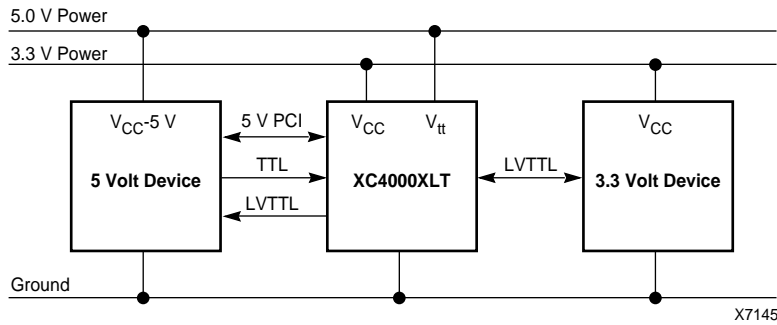 5.0 V Power
3.3 V Power
VCC-5 V
5 V PCI
VCC
Vtt
VCC
5 Volt Device
TTL
XC4000XLT
LVTTL
3.3 Volt Device
LVTTL
Ground
X7145